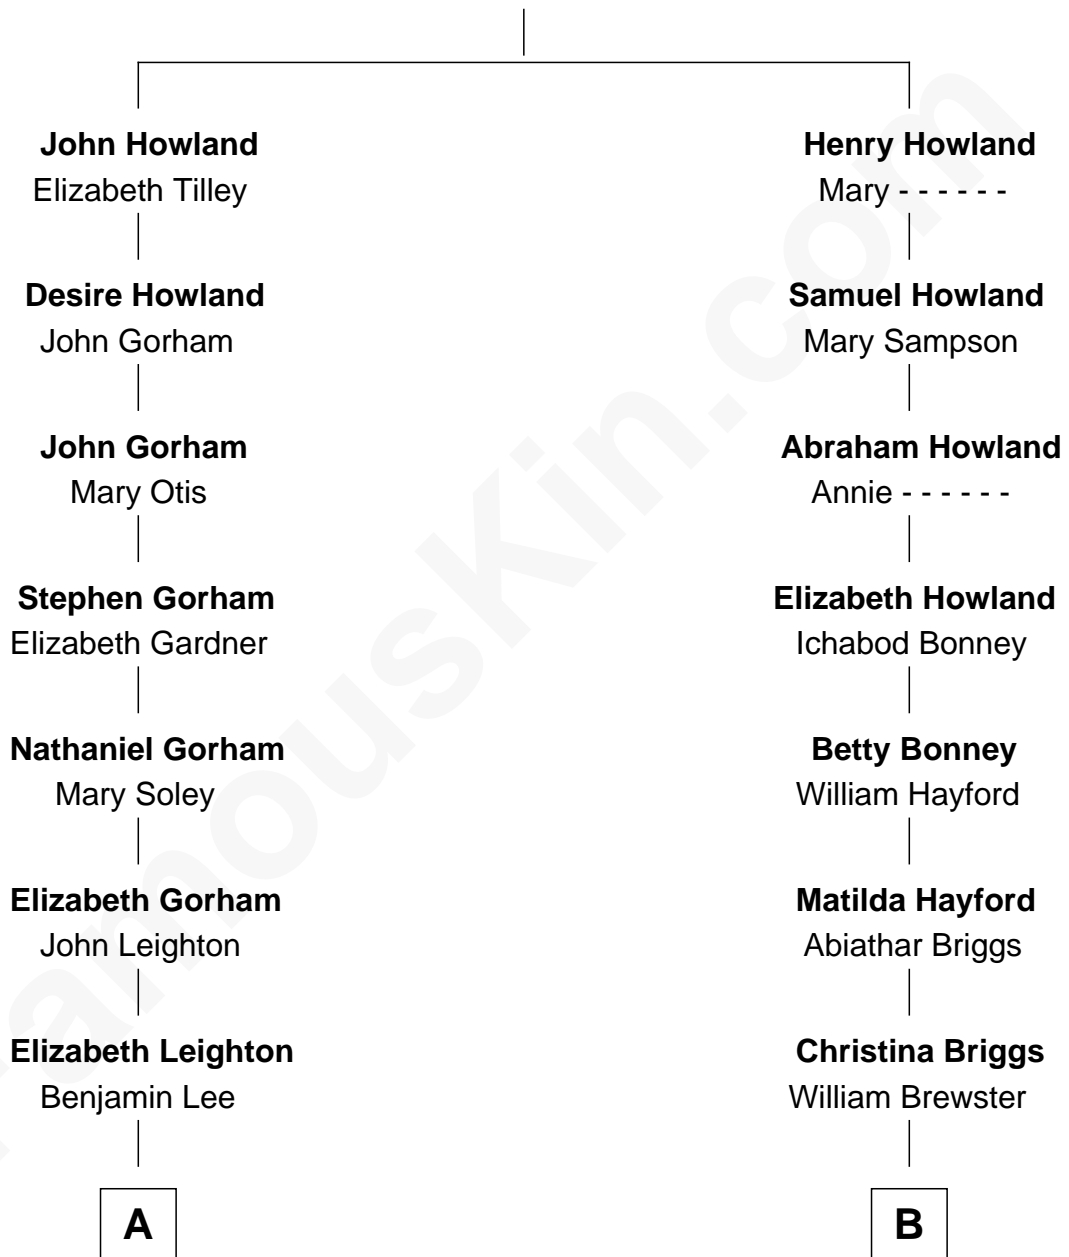 John Howland
Elizabeth Tilley
Desire Howland
John Gorham
John Gorham
Mary Otis
Stephen Gorham
Elizabeth Gardner
Nathaniel Gorham
Mary Soley
Elizabeth Gorham
John Leighton
Elizabeth Leighton
Benjamin Lee
A
Henry Howland
Mary - - - - - -
Samuel Howland
Mary Sampson
Abraham Howland
Annie - - - - - -
Elizabeth Howland
Ichabod Bonney
Betty Bonney
William Hayford
Matilda Hayford
Abiathar Briggs
Christina Briggs
William Brewster
B
FamousKin.com